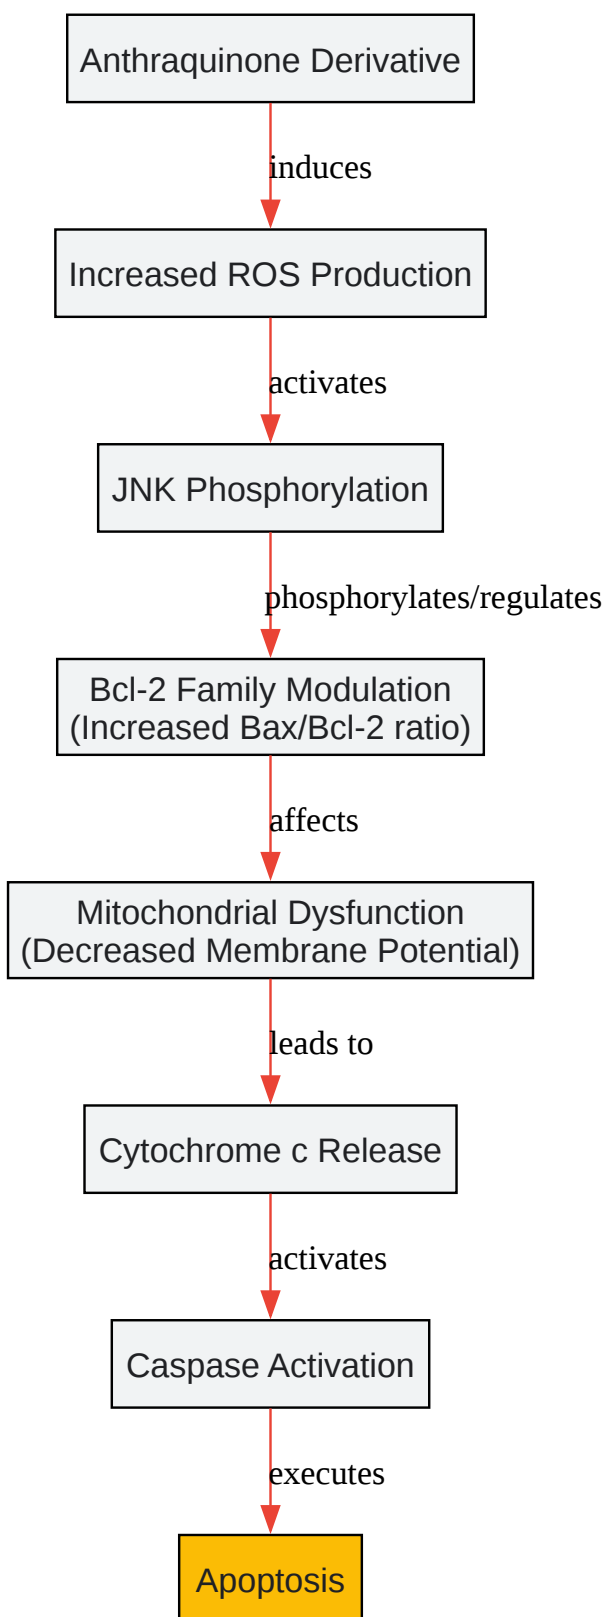 Anthraquinone Derivative
induces
Increased ROS Production
activates
JNK Phosphorylation
phosphorylates/regulates
Bcl-2 Family Modulation
(Increased Bax/Bcl-2 ratio)
affects
Mitochondrial Dysfunction
(Decreased Membrane Potential)
leads to
Cytochrome c Release
activates
Caspase Activation
executes
Apoptosis